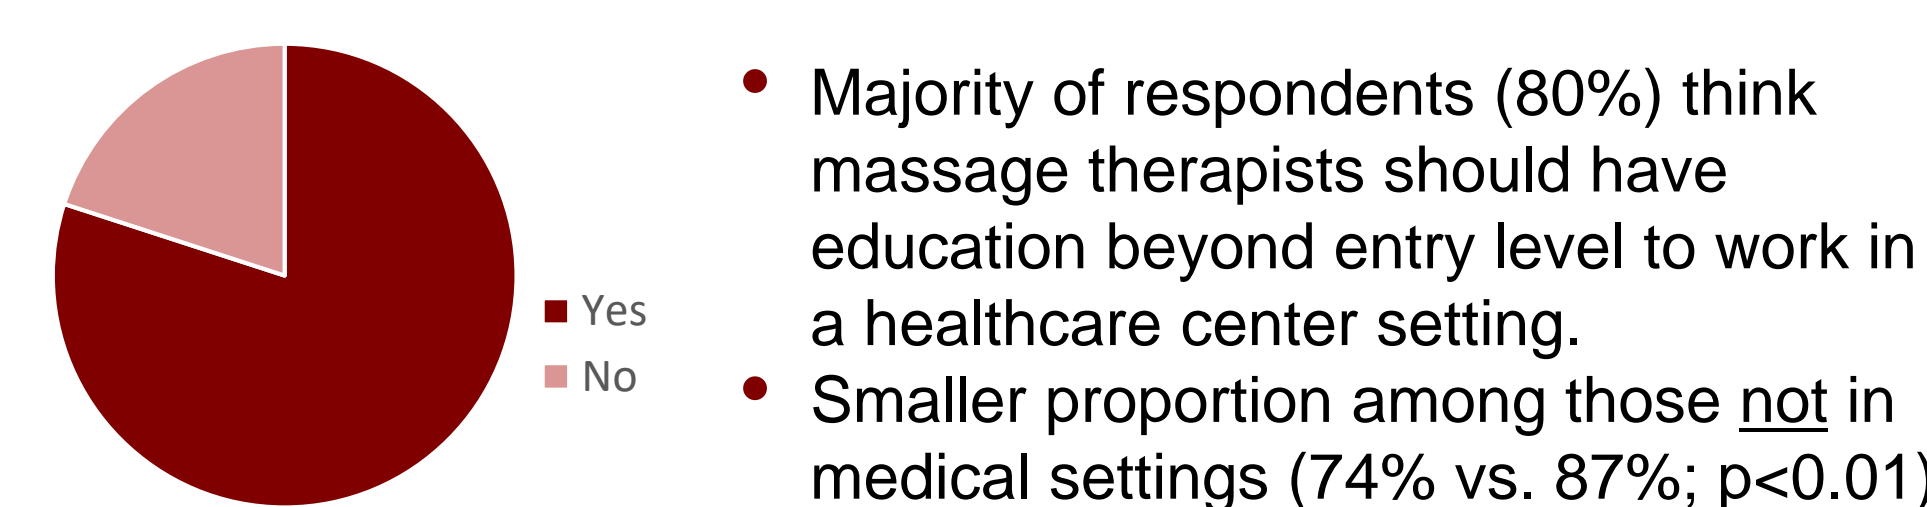 Yes
No
• Majority of respondents (80%) think
massage therapists should have
education beyond entry level to work in
a healthcare center setting.
• Smaller proportion among those not in
medical settings (74% vs. 87%; p<0.01)